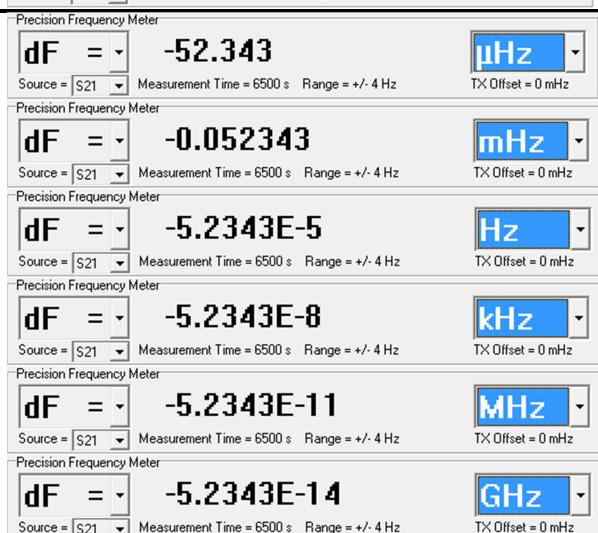 Precision Frequency Meter
dF = -52.343 µHz
Source = S21 Measurement Time = 6500 s Range = +/- 4 Hz TX Offset = 0 mHz
Precision Frequency Meter
dF = -0.052343 mHz
Source = S21 Measurement Time = 6500 s Range = +/- 4 Hz TX Offset = 0 mHz
Precision Frequency Meter
dF = -5.2343E-5 Hz
Source = S21 Measurement Time = 6500 s Range = +/- 4 Hz TX Offset = 0 mHz
Precision Frequency Meter
dF = -5.2343E-8 kHz
Source = S21 Measurement Time = 6500 s Range = +/- 4 Hz TX Offset = 0 mHz
Precision Frequency Meter
dF = -5.2343E-11 MHz
Source = S21 Measurement Time = 6500 s Range = +/- 4 Hz TX Offset = 0 mHz
Precision Frequency Meter
dF = -5.2343E-14 GHz
Source = S21 Measurement Time = 6500 s Range = +/- 4 Hz TX Offset = 0 mHz